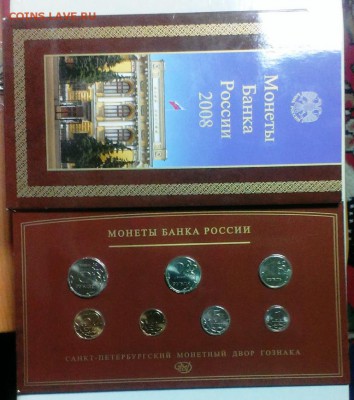 COINS.LAVE.RU
Монеты
Банка
России
2008
МОНЕТЫ БАНКА РОССИИ
САНКТ-ПЕТЕРБУРГСКИЙ МОНЕТНЫЙ ДВОР ГОЗНАКА